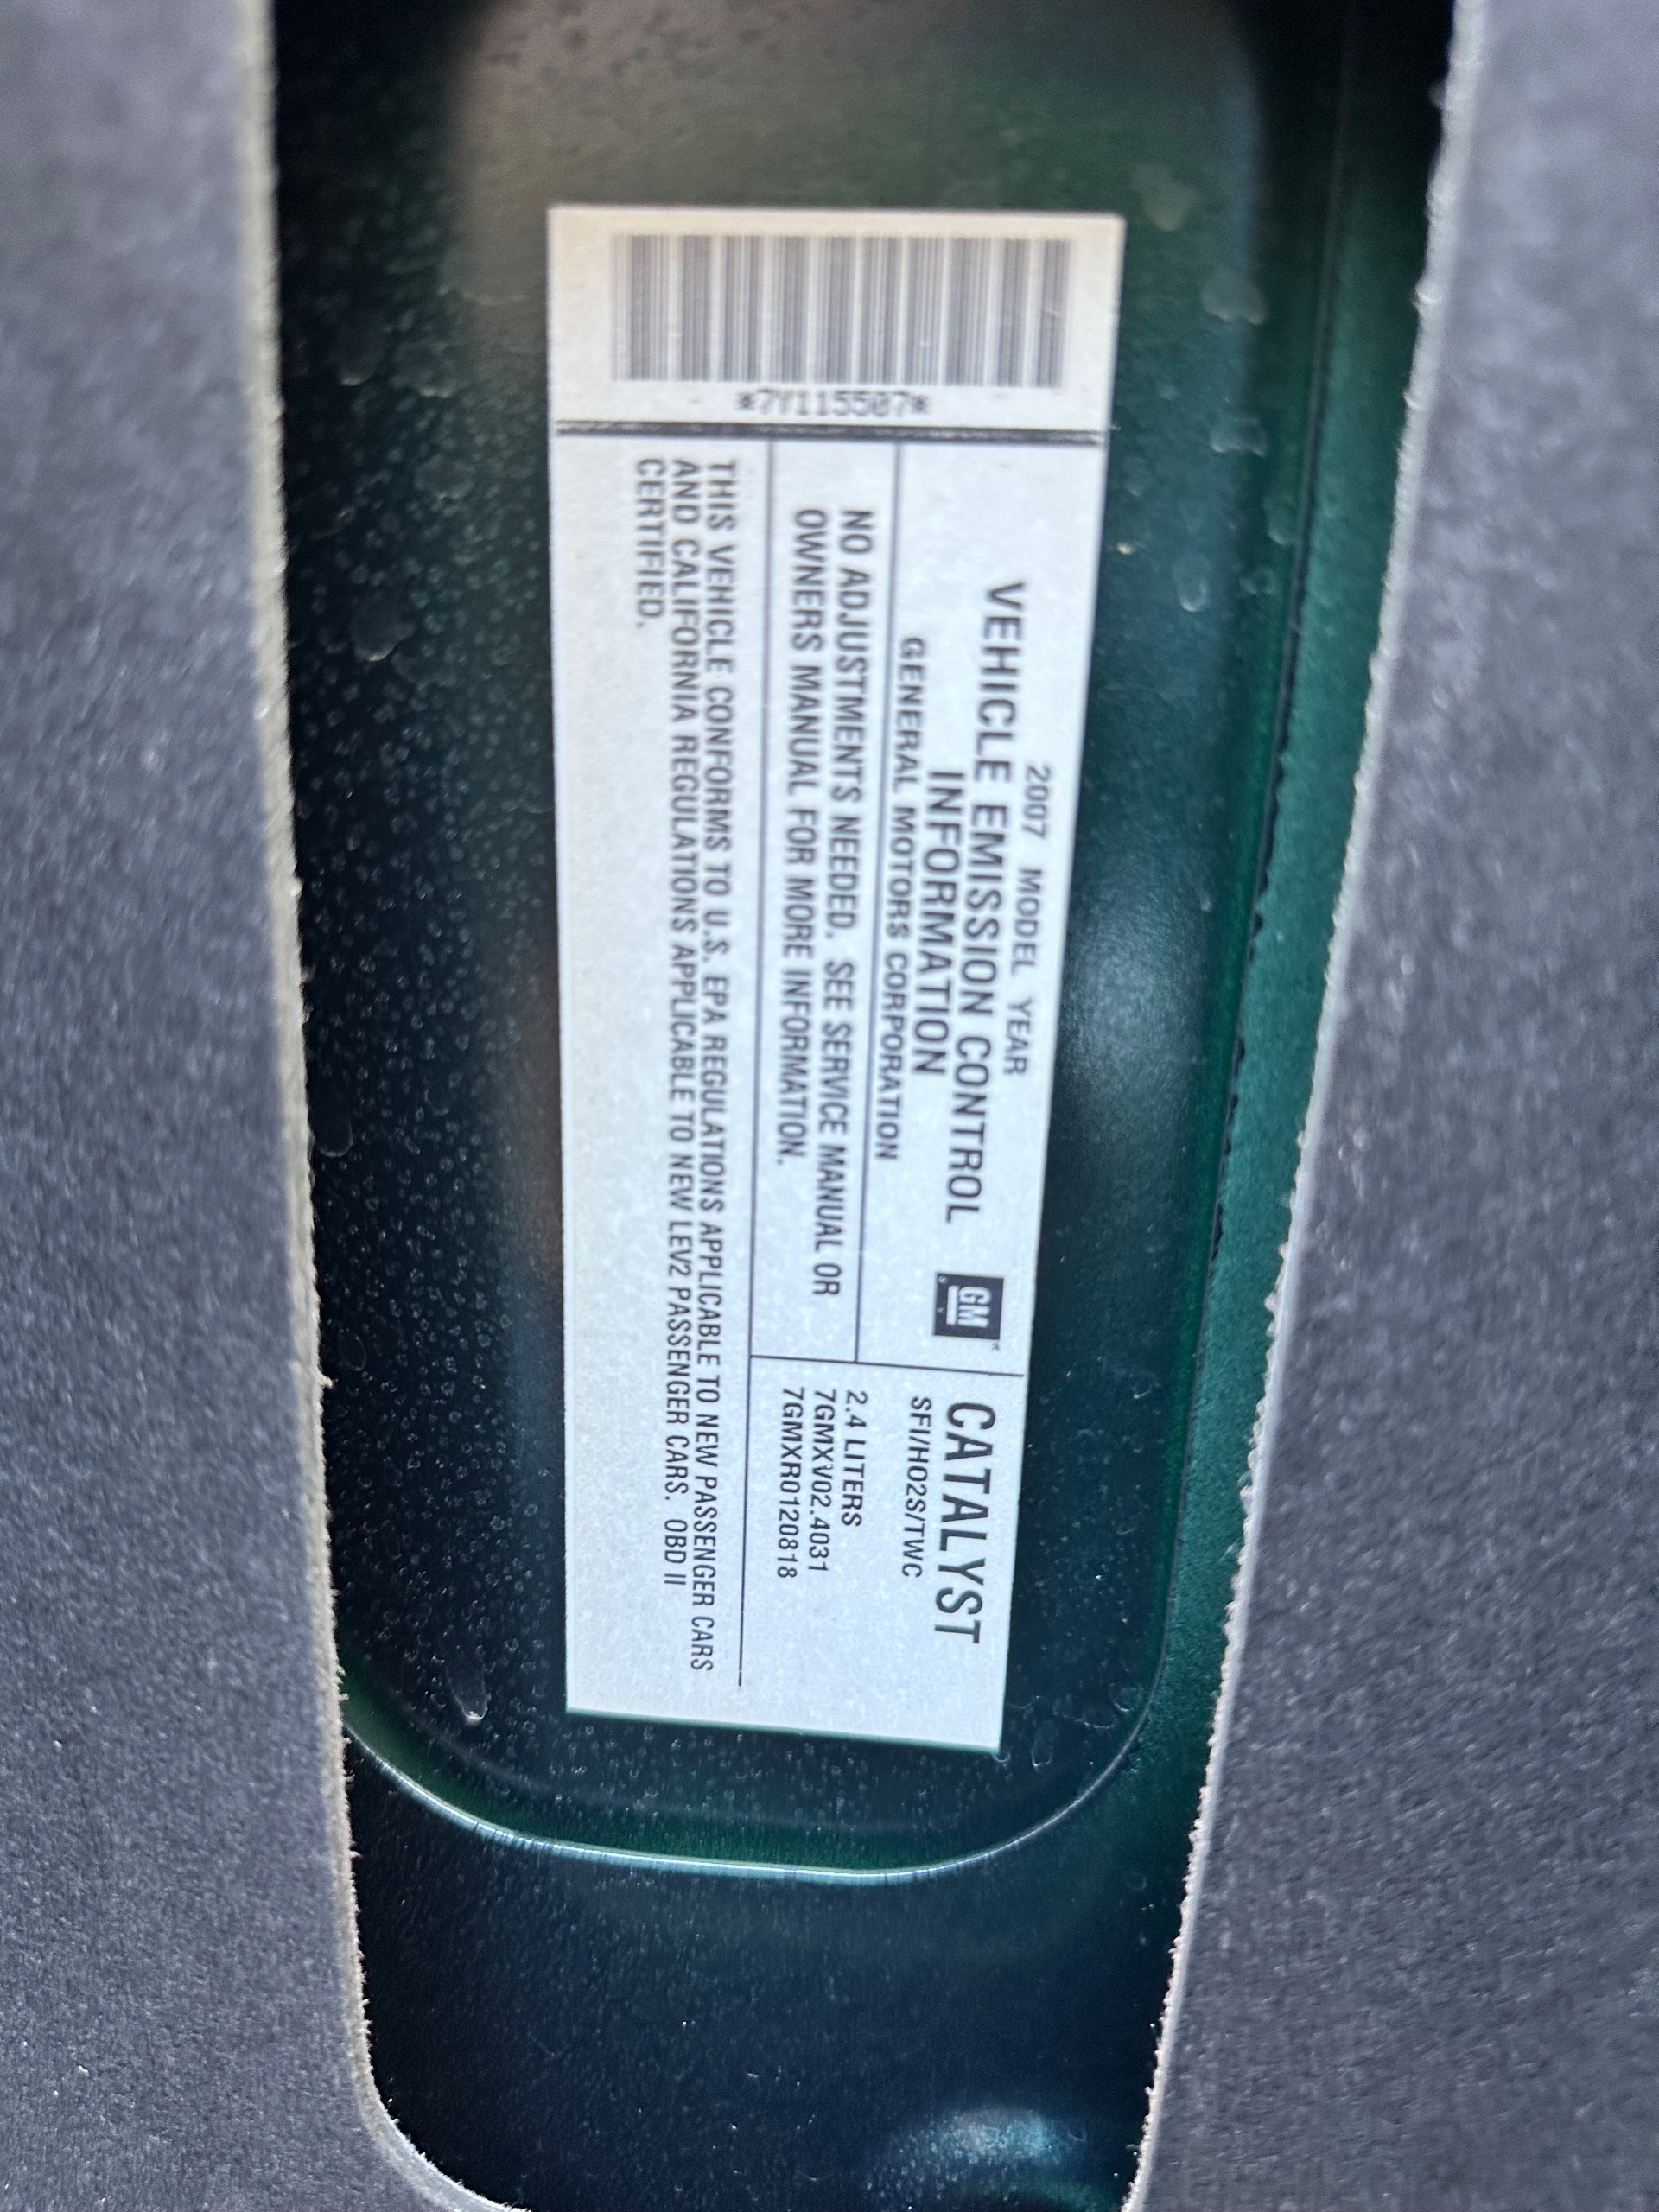 *7Y115507*
2007 MODEL YEAR
VEHICLE EMISSION CONTROL
INFORMATION
GENERAL MOTORS CORPORATION
GM
CATALYST
SFI/HO2S/TWC
NO ADJUSTMENTS NEEDED. SEE SERVICE MANUAL OR
OWNERS MANUAL FOR MORE INFORMATION.
2.4 LITERS
7GMXV02.4031
7GMXR0120818
THIS VEHICLE CONFORMS TO U.S. EPA REGULATIONS APPLICABLE TO NEW PASSENGER CARS
AND CALIFORNIA REGULATIONS APPLICABLE TO NEW LEV2 PASSENGER CARS. OBD II
CERTIFIED.